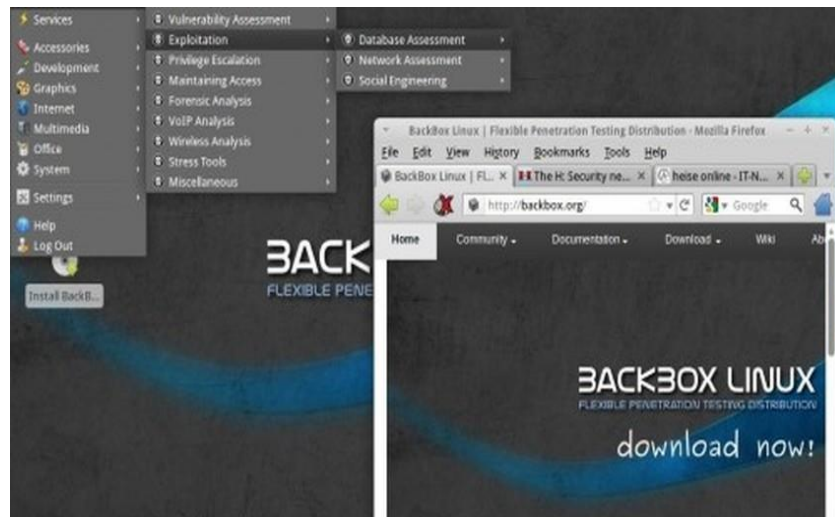 Services
Accessories
Development
Graphics
Internet
Multimedia
Office
System
Settings
Help
Log Out
Vulnerability Assessment
Exploitation
Privilege Escalation
Maintaining Access
Forensic Analysis
VoIP Analysis
Wireless Analysis
Stress Tools
Miscellaneous
Database Assessment
Network Assessment
Social Engineering
Install BackB...
BACK
FLEXIBLE PENE
BackBox Linux | Flexible Penetration Testing Distribution - Mozilla Firefox
File Edit View History Bookmarks Tools Help
BackBox Linux | Fl... The H: Security ne... heise online - IT-N...
http://backbox.org/ Google
Home Community Documentation Download Wiki Ab
BACKBOX LINUX
FLEXIBLE PENETRATION TESTING DISTRIBUTION
download now!